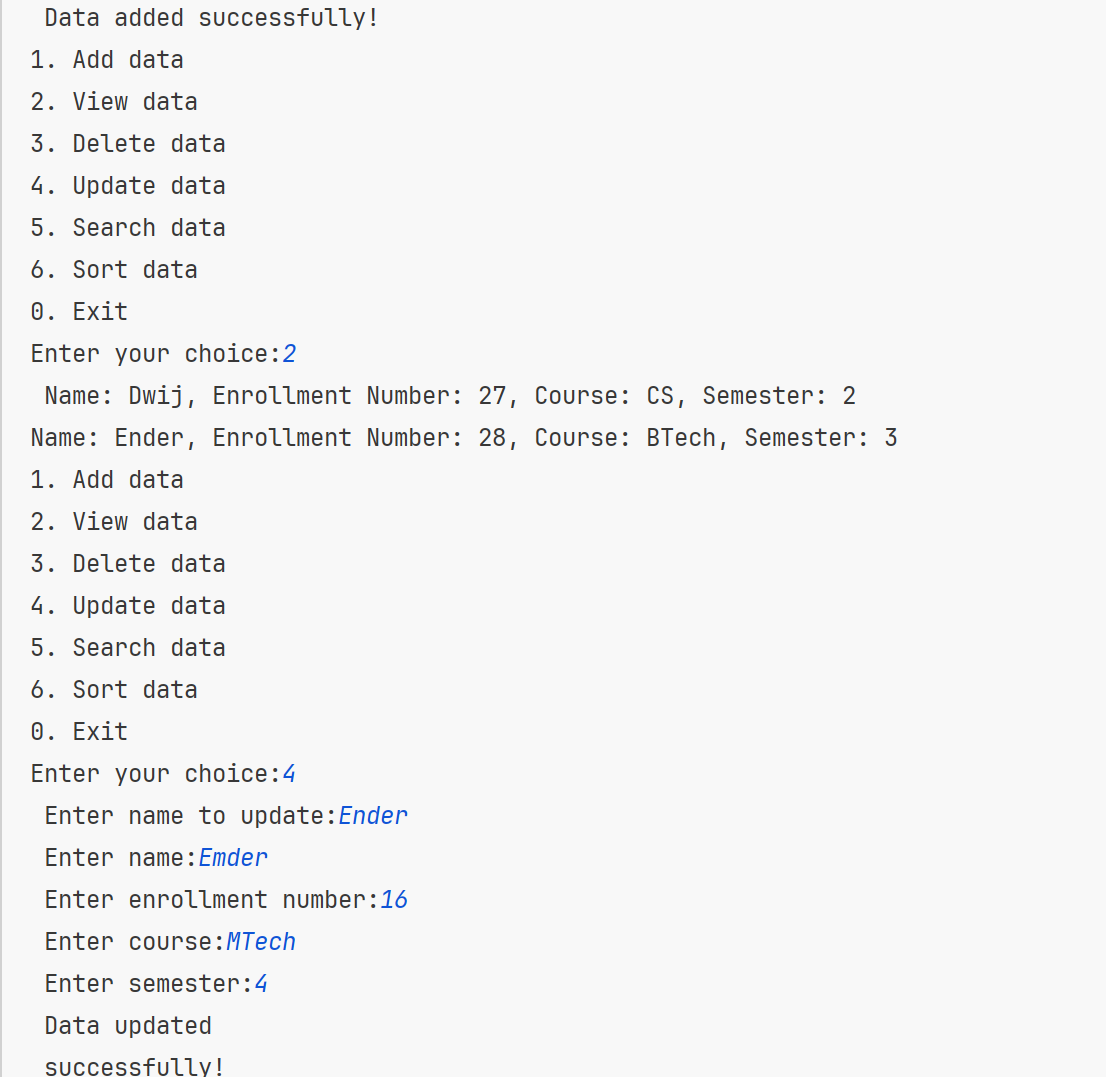 Data added successfully!
1. Add data
2. View data
3. Delete data
4. Update data
5. Search data
6. Sort data
0. Exit
Enter your choice:2
Name: Dwij, Enrollment Number: 27, Course: CS, Semester: 2
Name: Ender, Enrollment Number: 28, Course: BTech, Semester: 3
1. Add data
2. View data
3. Delete data
4. Update data
5. Search data
6. Sort data
0. Exit
Enter your choice:4
Enter name to update:Ender
Enter name:Emder
Enter enrollment number:16
Enter course:MTech
Enter semester:4
Data updated
successfully!